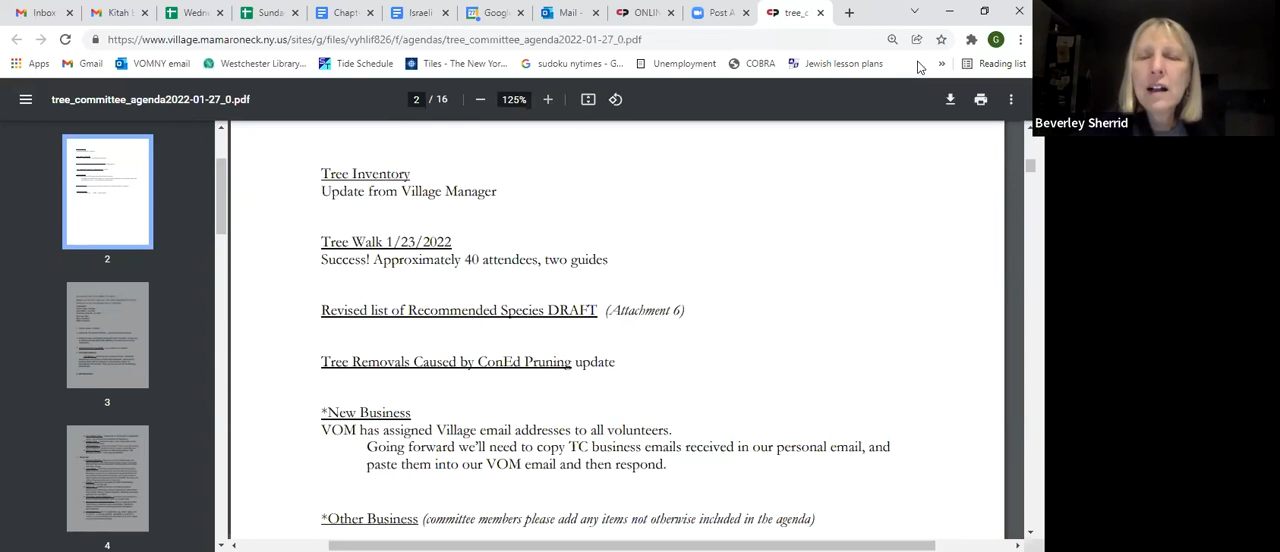 Inbox
Kitah E
Wedne
Sunda
Chapt
Israeli
Googl
Mail -
ONLIN
Post A
tree_c
https://www.village.mamaroneck.ny.us/sites/g/files/vyhlif826/f/agendas/tree_committee_agenda2022-01-27_0.pdf
G
Apps
Gmail
VOMNY email
Westchester Library...
Tide Schedule
Tiles - The New Yor...
sudoku nytimes - G...
Unemployment
COBRA
Jewish lesson plans
»
Reading list
tree_committee_agenda2022-01-27_0.pdf
2 / 16
125%
Beverley Sherrid
2
3
4
Tree Inventory
Update from Village Manager
Tree Walk 1/23/2022
Success! Approximately 40 attendees, two guides
Revised list of Recommended Species DRAFT (Attachment 6)
Tree Removals Caused by ConEd Pruning update
*New Business
VOM has assigned Village email addresses to all volunteers.
Going forward we'll need to copy TC business emails received in our personal email, and
paste them into our VOM email and then respond.
*Other Business (committee members please add any items not otherwise included in the agenda)